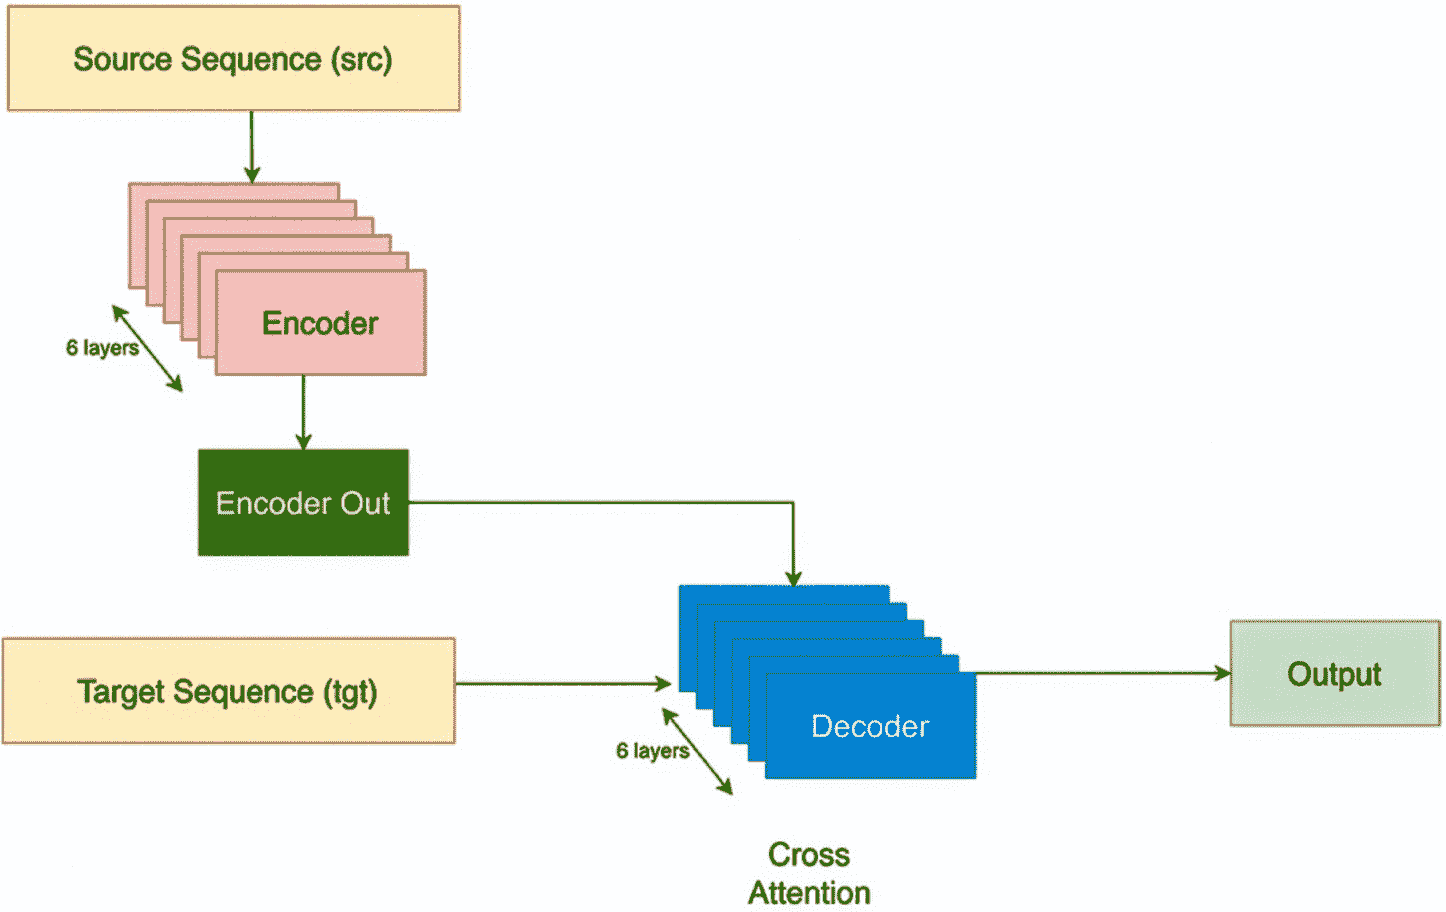 Source Sequence (src)
Encoder
6 layers
Encoder Out
Target Sequence (tgt)
6 layers
Decoder
Output
Cross
Attention